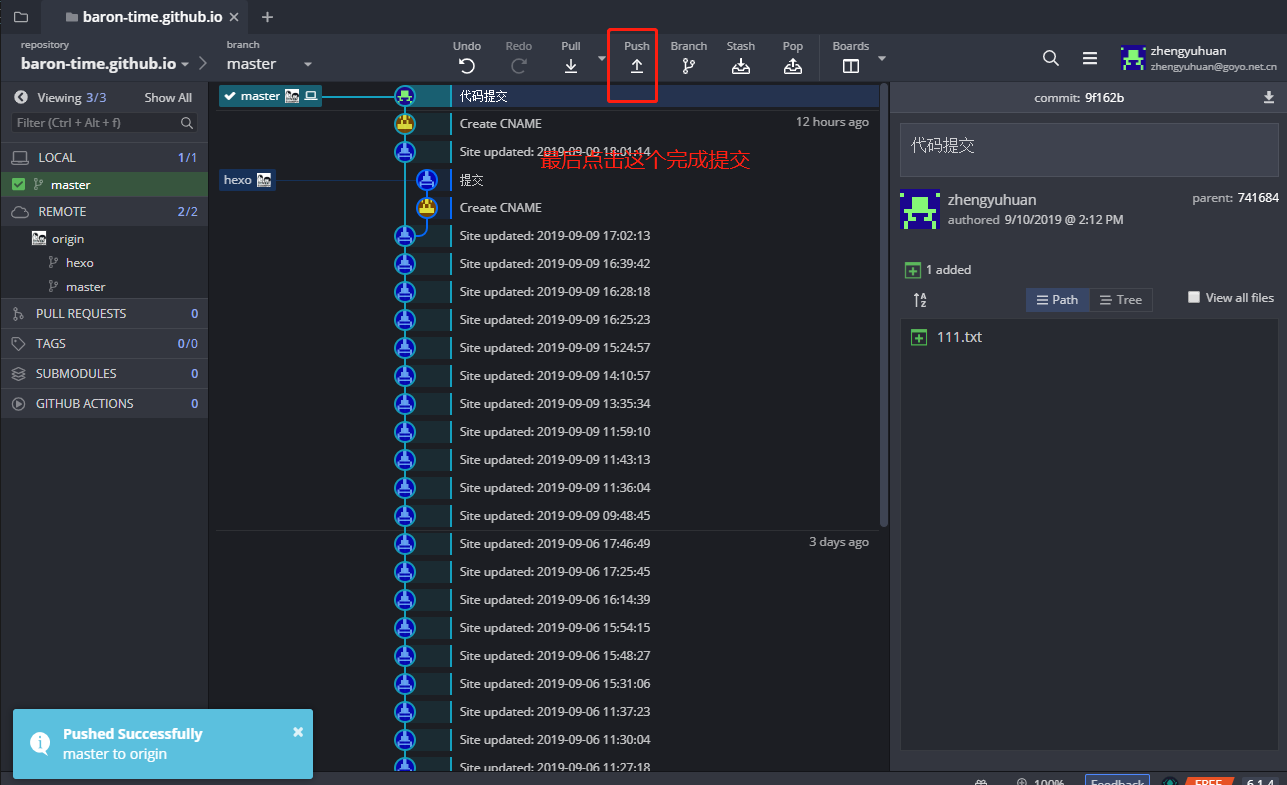 baron-time.github.io
repository
baron-time.github.io
branch
master
Undo
Redo
Pull
Push
Branch
Stash
Pop
Boards
zhengyuhuan
zhengyuhuan@goyo.net.cn
Viewing 3/3
Show All
Filter (Ctrl + Alt + f)
LOCAL 1/1
master
REMOTE 2/2
origin
hexo
master
PULL REQUESTS 0
TAGS 0/0
SUBMODULES 0
GITHUB ACTIONS 0
master
代码提交
Create CNAME
12 hours ago
Site updated: 2019-09-09 18:01:14
最后点击这个完成提交
hexo
提交
Create CNAME
Site updated: 2019-09-09 17:02:13
Site updated: 2019-09-09 16:39:42
Site updated: 2019-09-09 16:28:18
Site updated: 2019-09-09 16:25:23
Site updated: 2019-09-09 15:24:57
Site updated: 2019-09-09 14:10:57
Site updated: 2019-09-09 13:35:34
Site updated: 2019-09-09 11:59:10
Site updated: 2019-09-09 11:43:13
Site updated: 2019-09-09 11:36:04
Site updated: 2019-09-09 09:48:45
Site updated: 2019-09-06 17:46:49
3 days ago
Site updated: 2019-09-06 17:25:45
Site updated: 2019-09-06 16:14:39
Site updated: 2019-09-06 15:54:15
Site updated: 2019-09-06 15:48:27
Site updated: 2019-09-06 15:31:06
Site updated: 2019-09-06 11:37:23
Site updated: 2019-09-06 11:30:04
Site updated: 2019-09-06 11:27:18
commit: 9f162b
代码提交
zhengyuhuan
authored 9/10/2019 @ 2:12 PM
parent: 741684
1 added
Path
Tree
View all files
111.txt
Pushed Successfully
master to origin
100%
Feedback
FREE
6.1.4